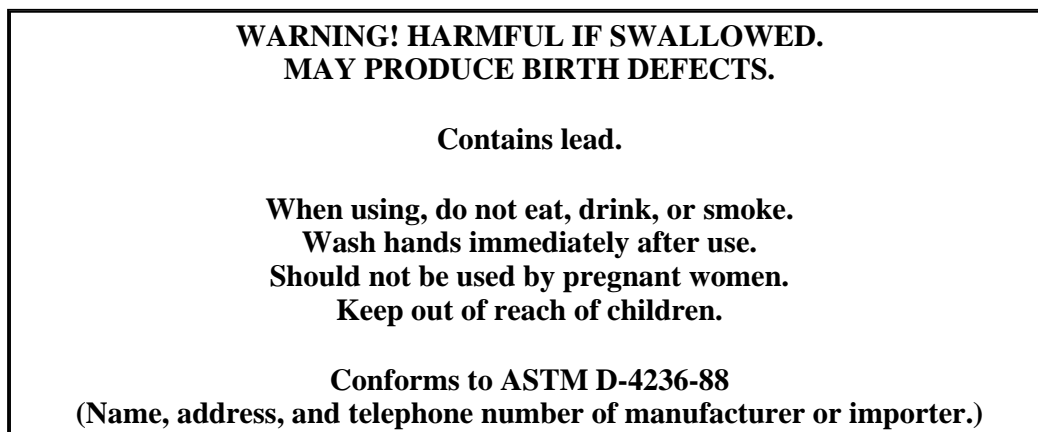 WARNING! HARMFUL IF SWALLOWED.
MAY PRODUCE BIRTH DEFECTS.
Contains lead.
When using, do not eat, drink, or smoke.
Wash hands immediately after use.
Should not be used by pregnant women.
Keep out of reach of children.
Conforms to ASTM D-4236-88
(Name, address, and telephone number of manufacturer or importer.)